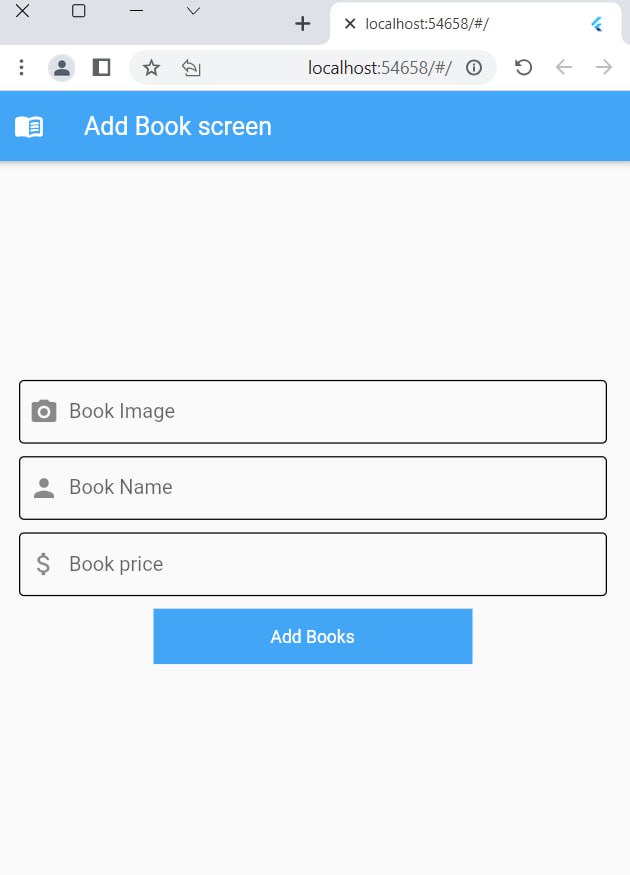 localhost:54658/#/
localhost:54658/#/
Add Book screen
Book Image
Book Name
$ Book price
Add Books